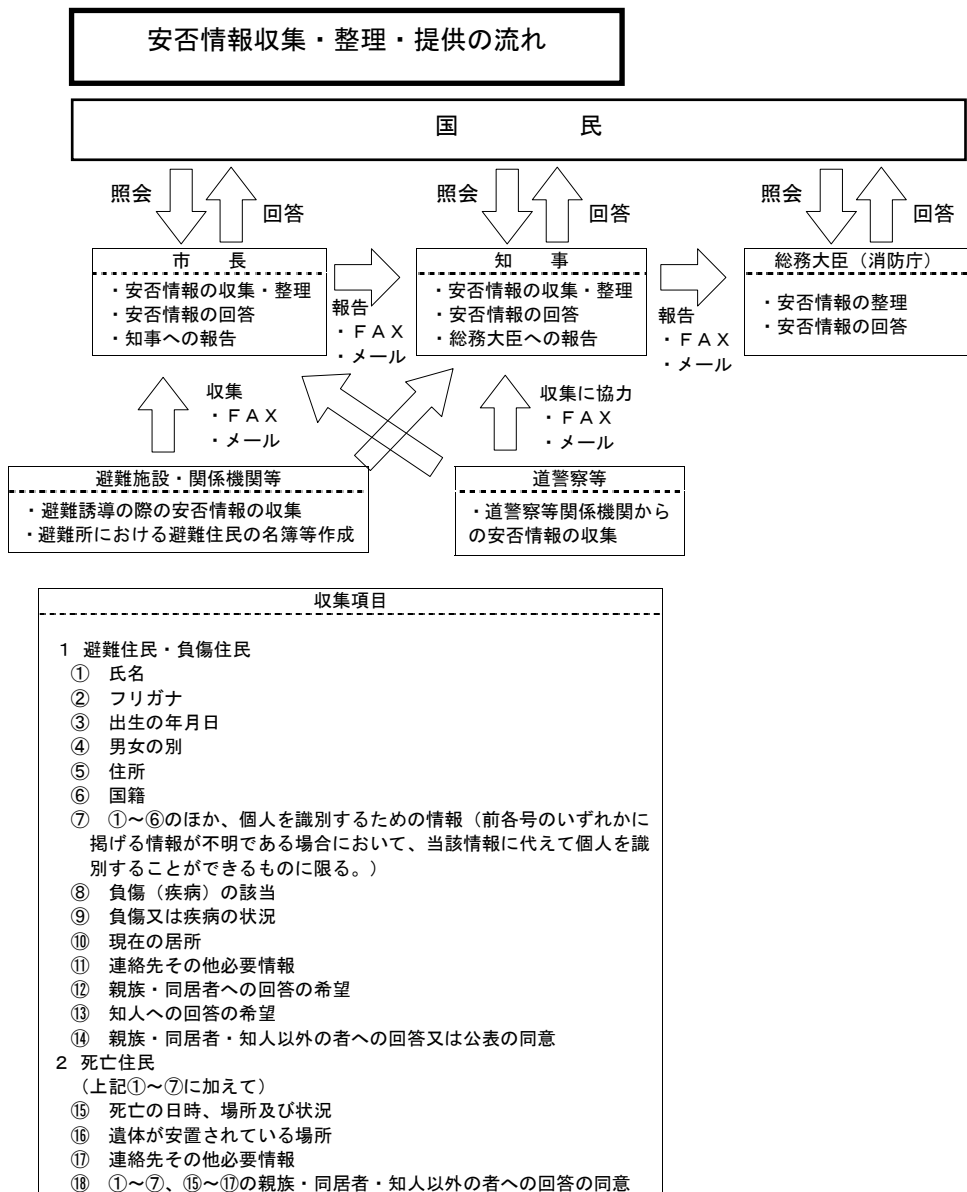 安否情報収集・整理・提供の流れ
国　　　民
照会
回答
照会
回答
照会
回答
市　長
・安否情報の収集・整理
・安否情報の回答
・知事への報告
報告
・ＦＡＸ
・メール
知　事
・安否情報の収集・整理
・安否情報の回答
・総務大臣への報告
報告
・ＦＡＸ
・メール
総務大臣（消防庁）
・安否情報の整理
・安否情報の回答
収集
・ＦＡＸ
・メール
収集に協力
・ＦＡＸ
・メール
避難施設・関係機関等
・避難誘導の際の安否情報の収集
・避難所における避難住民の名簿等作成
道警察等
・道警察等関係機関から
の安否情報の収集
収集項目
１ 避難住民・負傷住民
①　氏名
②　フリガナ
③　出生の年月日
④　男女の別
⑤　住所
⑥　国籍
⑦　①～⑥のほか、個人を識別するための情報（前各号のいずれかに
掲げる情報が不明である場合において、当該情報に代えて個人を識
別することができるものに限る。）
⑧　負傷（疾病）の該当
⑨　負傷又は疾病の状況
⑩　現在の居所
⑪　連絡先その他必要情報
⑫　親族・同居者への回答の希望
⑬　知人への回答の希望
⑭　親族・同居者・知人以外の者への回答又は公表の同意
２ 死亡住民
（上記①～⑦に加えて）
⑮　死亡の日時、場所及び状況
⑯　遺体が安置されている場所
⑰　連絡先その他必要情報
⑱　①～⑦、⑮～⑰の親族・同居者・知人以外の者への回答の同意